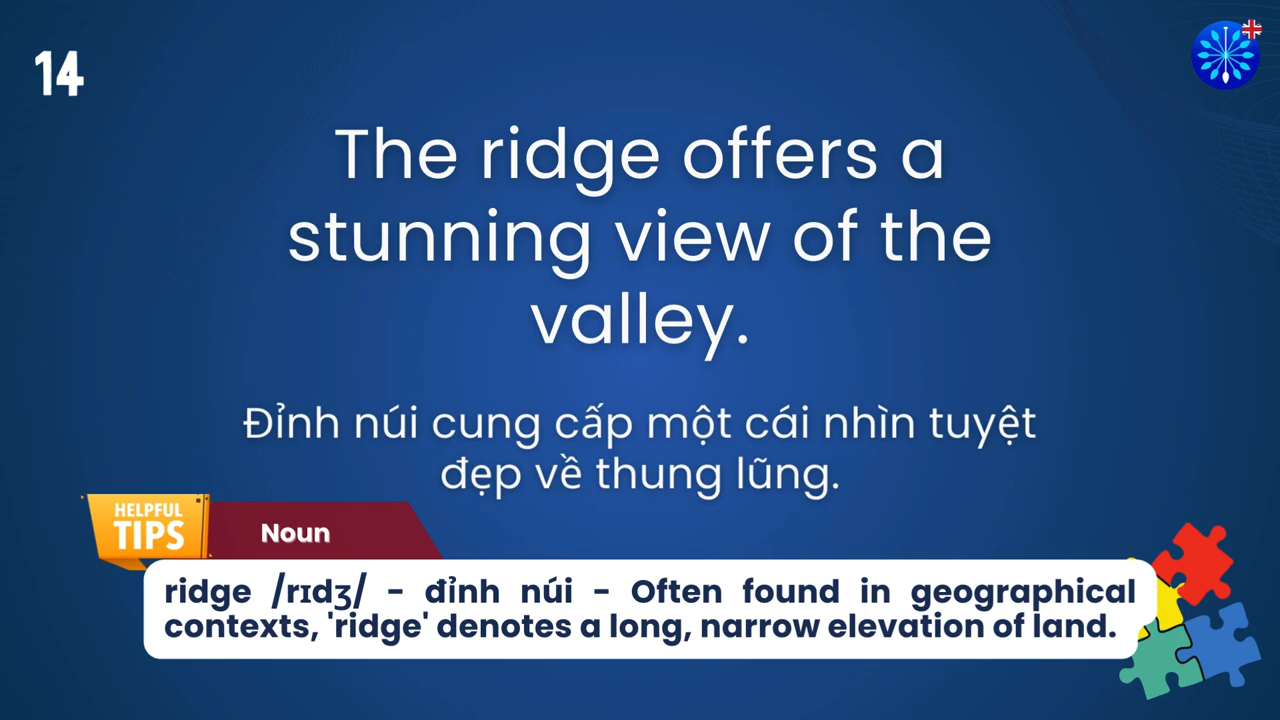 14
The ridge offers a
stunning view of the
valley.
Đỉnh núi cung cấp một cái nhìn tuyệt
đẹp về thung lũng.
HELPFUL
TIPS
Noun
ridge /rɪdʒ/ - đỉnh núi - Often found in geographical
contexts, 'ridge' denotes a long, narrow elevation of land.